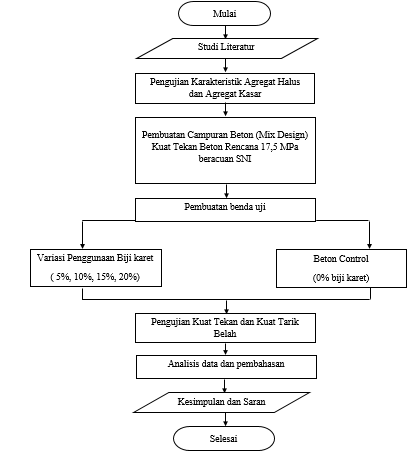 Mulai
Studi Literatur
Pengujian Karakteristik Agregat Halus
dan Agregat Kasar
Pembuatan Campuran Beton (Mix Design)
Kuat Tekan Beton Rencana 17,5 MPa
beracuan SNI
Pembuatan benda uji
Variasi Penggunaan Biji karet
( 5%, 10%, 15%, 20%)
Beton Control
(0% biji karet)
Pengujian Kuat Tekan dan Kuat Tarik
Belah
Analisis data dan pembahasan
Kesimpulan dan Saran
Selesai